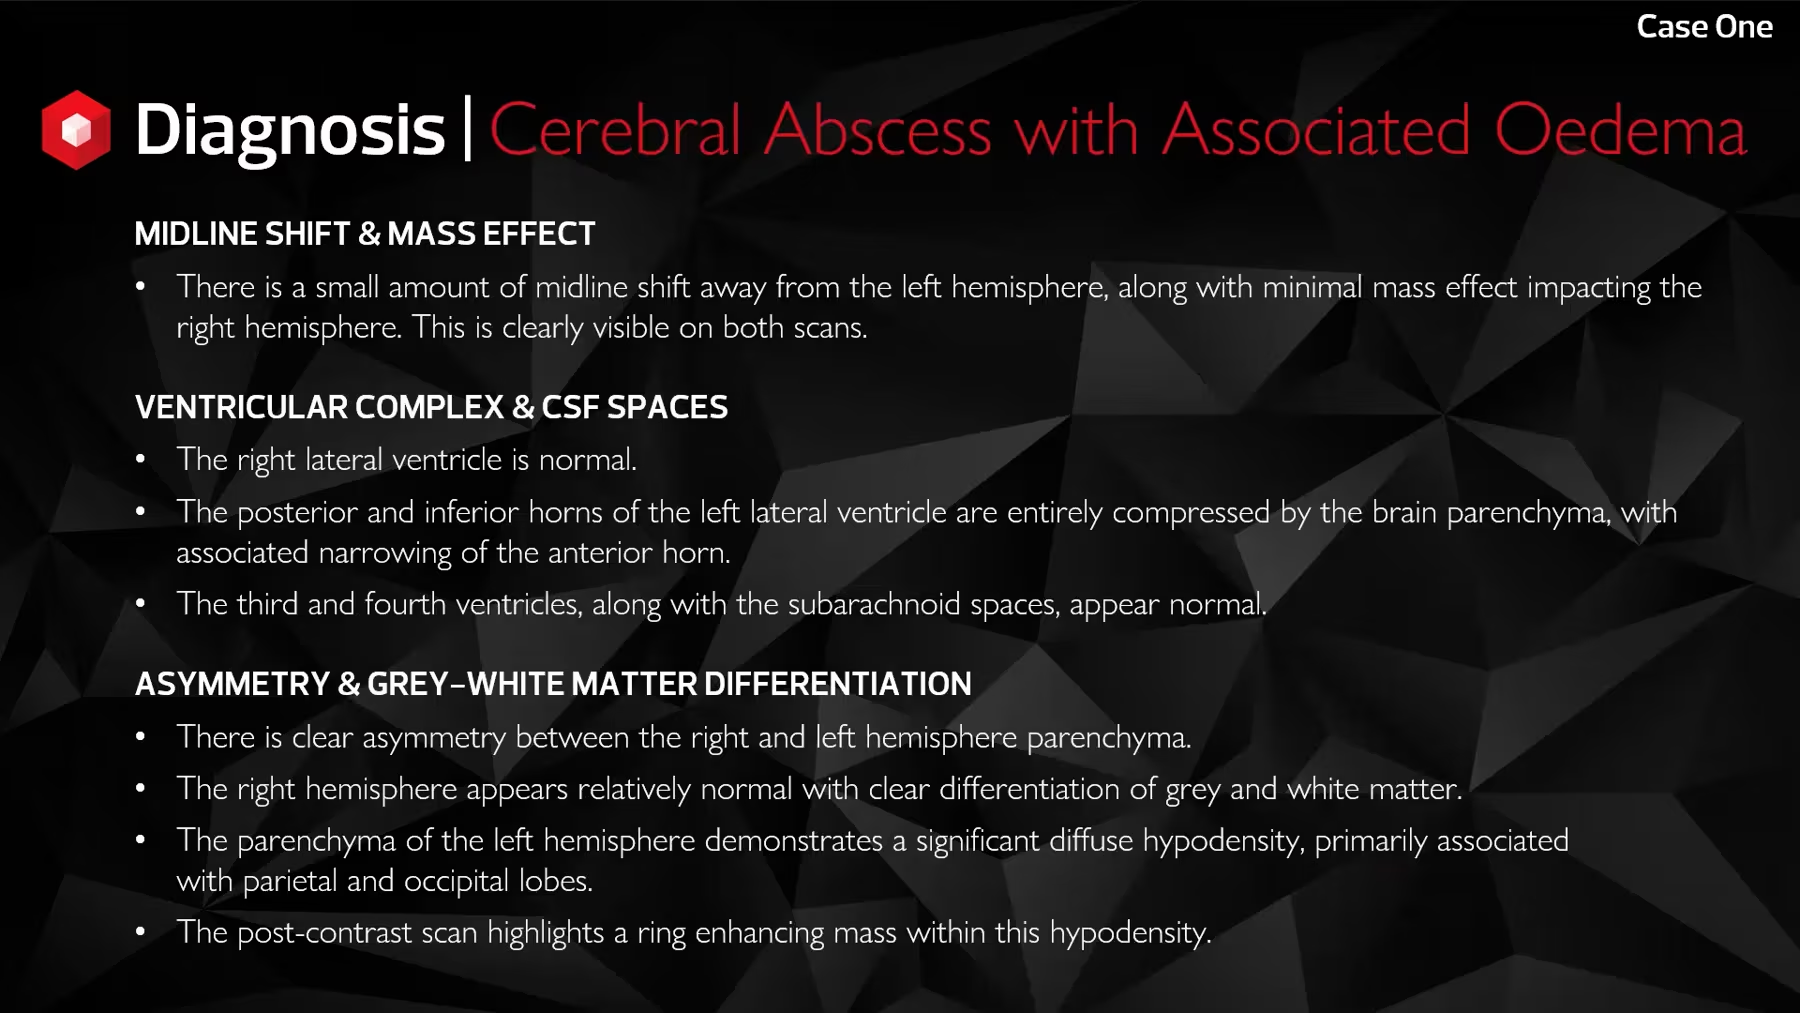 Case One
Diagnosis | Cerebral Abscess with Associated Oedema
MIDLINE SHIFT & MASS EFFECT
• There is a small amount of midline shift away from the left hemisphere, along with minimal mass effect impacting the
right hemisphere. This is clearly visible on both scans.
VENTRICULAR COMPLEX & CSF SPACES
• The right lateral ventricle is normal.
• The posterior and inferior horns of the left lateral ventricle are entirely compressed by the brain parenchyma, with
associated narrowing of the anterior horn.
• The third and fourth ventricles, along with the subarachnoid spaces, appear normal.
ASYMMETRY & GREY–WHITE MATTER DIFFERENTIATION
• There is clear asymmetry between the right and left hemisphere parenchyma.
• The right hemisphere appears relatively normal with clear differentiation of grey and white matter.
• The parenchyma of the left hemisphere demonstrates a significant diffuse hypodensity, primarily associated
with parietal and occipital lobes.
• The post-contrast scan highlights a ring enhancing mass within this hypodensity.